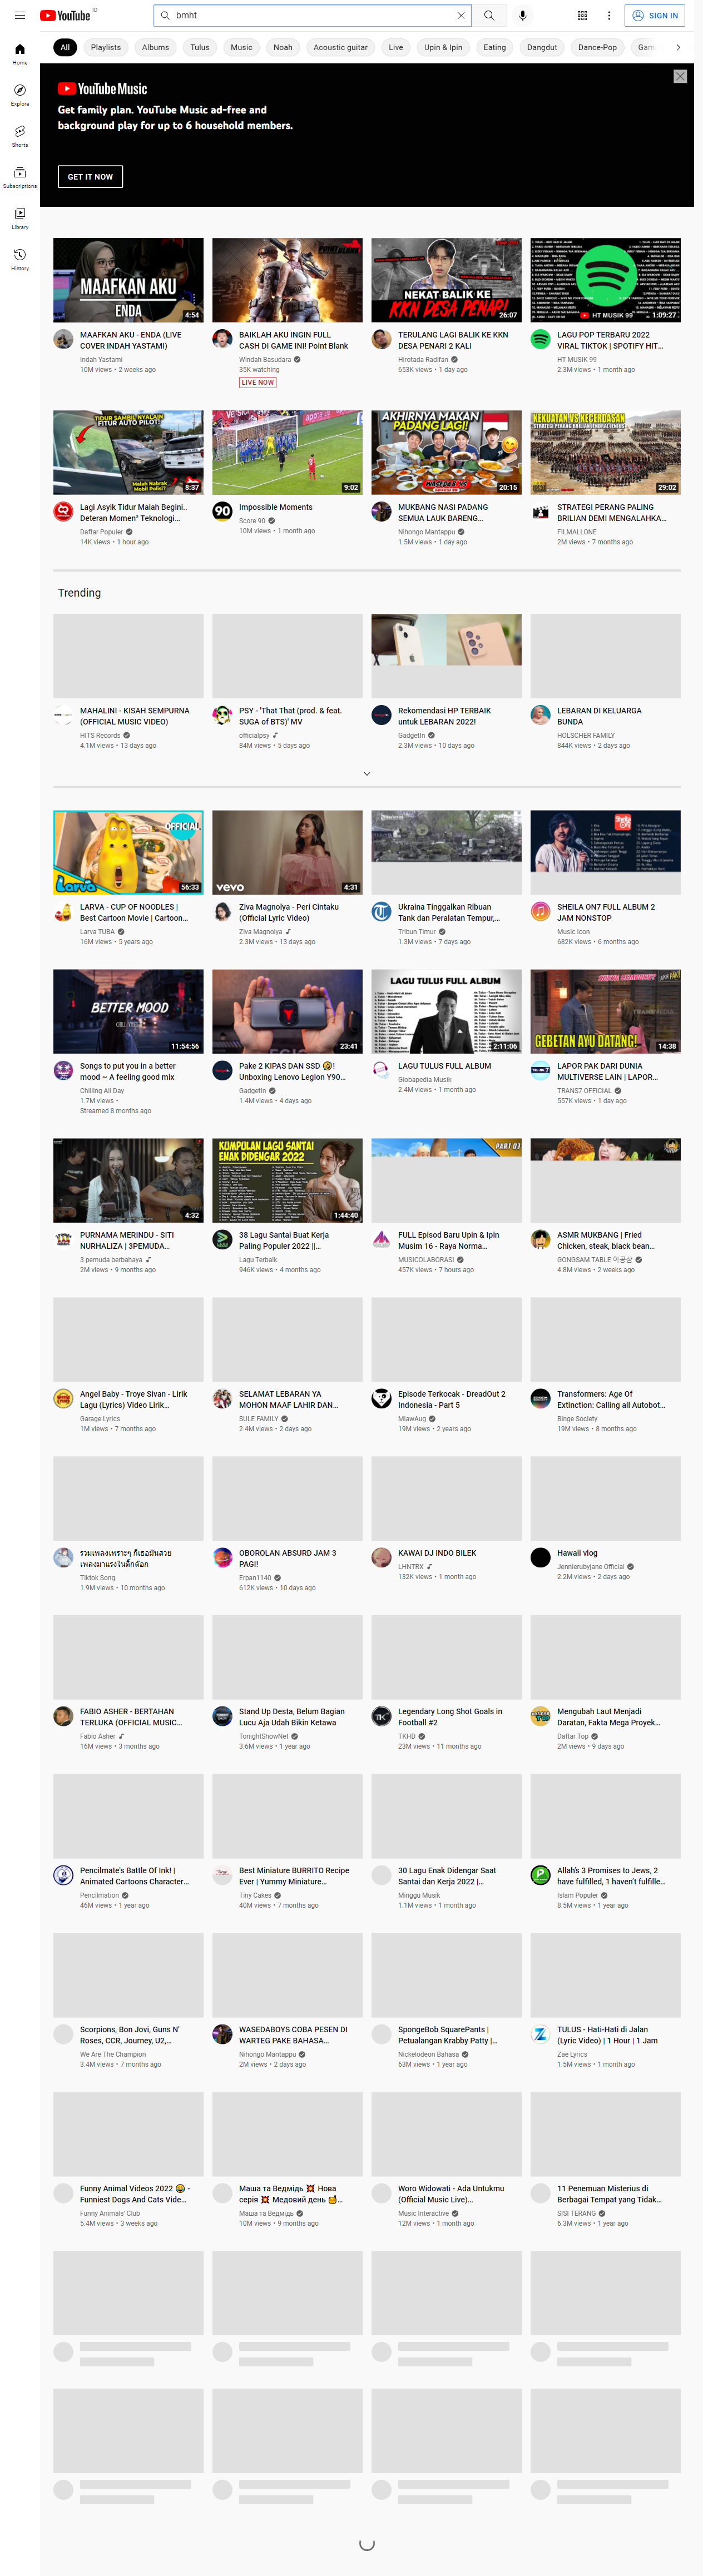 YouTube ID
bmht
SIGN IN
All
Playlists
Albums
Tulus
Music
Noah
Acoustic guitar
Live
Upin & Ipin
Eating
Dangdut
Dance-Pop
Home
Explore
Shorts
Subscriptions
Library
History
YouTube Music
Get family plan. YouTube Music ad-free and
background play for up to 6 household members.
GET IT NOW
MAAFKAN AKU
ENDA
4:54
MAAFKAN AKU - ENDA (LIVE
COVER INDAH YASTAMI)
Indah Yastami
10M views • 2 weeks ago
POINT BLANK
BAIKLAH AKU INGIN FULL
CASH DI GAME INI! Point Blank
Windah Basudara
35K watching
LIVE NOW
NEKAT BALIK KE
KKN DESA PENARI
26:07
TERULANG LAGI BALIK KE KKN
DESA PENARI 2 KALI
Hirotada Radifan
653K views • 1 day ago
HT MUSIK 99
1:09:27
LAGU POP TERBARU 2022
VIRAL TIKTOK | SPOTIFY HIT...
HT MUSIK 99
2.3M views • 1 month ago
TIDUR SAMBIL NYALAIN
FITUR AUTO PILOT!
Malah Nabrak
Mobil Polisi?
8:37
Lagi Asyik Tidur Malah Begini..
Deteran Momen² Teknologi...
Daftar Populer
14K views • 1 hour ago
9:02
90
Impossible Moments
Score 90
10M views • 1 month ago
AKHIRNYA MAKAN
PADANG LAGI!
WASEDABOYS
20:15
MUKBANG NASI PADANG
SEMUA LAUK BARENG...
Nihongo Mantappu
1.5M views • 1 day ago
KEKUATAN VS KECERDASAN
STRATEGI PERANG BRILIAN JENDRAL JENIUS
29:02
STRATEGI PERANG PALING
BRILIAN DEMI MENGALAHKA...
FILMALLONE
2M views • 7 months ago
Trending
MAHALINI - KISAH SEMPURNA
(OFFICIAL MUSIC VIDEO)
HITS Records
4.1M views • 13 days ago
PSY - 'That That (prod. & feat.
SUGA of BTS)' MV
officialpsy
84M views • 5 days ago
Rekomendasi HP TERBAIK
untuk LEBARAN 2022!
GadgetIn
2.3M views • 10 days ago
LEBARAN DI KELUARGA
BUNDA
HOLSCHER FAMILY
844K views • 2 days ago
OFFICIAL
Larva
56:33
LARVA - CUP OF NOODLES |
Best Cartoon Movie | Cartoon...
Larva TUBA
16M views • 5 years ago
vevo
4:31
Ziva Magnolya - Peri Cintaku
(Official Lyric Video)
Ziva Magnolya
2.3M views • 13 days ago
Ukraina Tinggalkan Ribuan
Tank dan Peralatan Tempur,...
Tribun Timur
1.3M views • 7 days ago
SHEILA ON7 FULL ALBUM 2
JAM NONSTOP
Music Icon
682K views • 6 months ago
BETTER MOOD
11:54:56
Songs to put you in a better
mood ~ A feeling good mix
Chilling All Day
1.7M views •
Streamed 8 months ago
23:41
Pake 2 KIPAS DAN SSD 🤣!
Unboxing Lenovo Legion Y90...
GadgetIn
1.4M views • 4 days ago
LAGU TULUS FULL ALBUM
2:11:06
LAGU TULUS FULL ALBUM
Globapedia Musik
2.4M views • 1 month ago
GEBETAN AYU DATANG!
14:38
LAPOR PAK DARI DUNIA
MULTIVERSE LAIN | LAPOR...
TRANS7 OFFICIAL
557K views • 1 day ago
4:32
PURNAMA MERINDU - SITI
NURHALIZA | 3PEMUDA...
3 pemuda berbahaya
2M views • 9 months ago
KUMPULAN LAGU SANTAI
ENAK DIDENGAR 2022
1:44:40
38 Lagu Santai Buat Kerja
Paling Populer 2022 ||...
Lagu Terbaik
946K views • 4 months ago
PART 03
FULL Episod Baru Upin & Ipin
Musim 16 - Raya Norma...
MUSICOLABORASI
457K views • 7 hours ago
ASMR MUKBANG | Fried
Chicken, steak, black bean...
GONGSAM TABLE 이공삼
4.8M views • 2 weeks ago
Angel Baby - Troye Sivan - Lirik
Lagu (Lyrics) Video Lirik...
Garage Lyrics
1M views • 7 months ago
SELAMAT LEBARAN YA
MOHON MAAF LAHIR DAN...
SULE FAMILY
2.4M views • 2 days ago
Episode Terkocak - DreadOut 2
Indonesia - Part 5
MiawAug
19M views • 2 years ago
Transformers: Age Of
Extinction: Calling all Autobot...
Binge Society
19M views • 8 months ago
รวมเพลงเพราะๆ ก็เธอมันสวย
เพลงมาแรงในติ๊กต๊อก
Tiktok Song
1.9M views • 10 months ago
OBOROLAN ABSURD JAM 3
PAGI!
Erpan1140
612K views • 10 days ago
KAWAI DJ INDO BILEK
LHNTRX
132K views • 1 month ago
Hawaii vlog
Jennierubyjane Official
2.2M views • 2 days ago
FABIO ASHER - BERTAHAN
TERLUKA (OFFICIAL MUSIC...
Fabio Asher
16M views • 3 months ago
Stand Up Desta, Belum Bagian
Lucu Aja Udah Bikin Ketawa
TonightShowNet
3.6M views • 1 year ago
TK
Legendary Long Shot Goals in
Football #2
TKHD
23M views • 11 months ago
Mengubah Laut Menjadi
Daratan, Fakta Mega Proyek...
Daftar Top
2M views • 9 days ago
Pencilmate's Battle Of Ink! |
Animated Cartoons Character...
Pencilmation
46M views • 1 year ago
Best Miniature BURRITO Recipe
Ever | Yummy Miniature...
Tiny Cakes
40M views • 7 months ago
30 Lagu Enak Didengar Saat
Santai dan Kerja 2022 |...
Minggu Musik
1.1M views • 1 month ago
Allah's 3 Promises to Jews, 2
have fulfilled, 1 haven't fulfille...
Islam Populer
8.5M views • 1 year ago
Scorpions, Bon Jovi, Guns N'
Roses, CCR, Journey, U2,...
We Are The Champion
3.4M views • 7 months ago
WASEDABOYS COBA PESEN DI
WARTEG PAKE BAHASA...
Nihongo Mantappu
2M views • 2 days ago
SpongeBob SquarePants |
Petualangan Krabby Patty |...
Nickelodeon Bahasa
63M views • 1 year ago
TULUS - Hati-Hati di Jalan
(Lyric Video) | 1 Hour | 1 Jam
Zae Lyrics
1.5M views • 1 month ago
Funny Animal Videos 2022 😂 -
Funniest Dogs And Cats Vide...
Funny Animals' Club
5.4M views • 3 weeks ago
Маша та Ведмідь 💥 Нова
серія 💥 Медовий день 🍯...
Маша та Ведмідь
10M views • 9 months ago
Woro Widowati - Ada Untukmu
(Official Music Live)...
Music Interactive
12M views • 1 month ago
11 Penemuan Misterius di
Berbagai Tempat yang Tidak...
SISI TERANG
6.3M views • 1 year ago